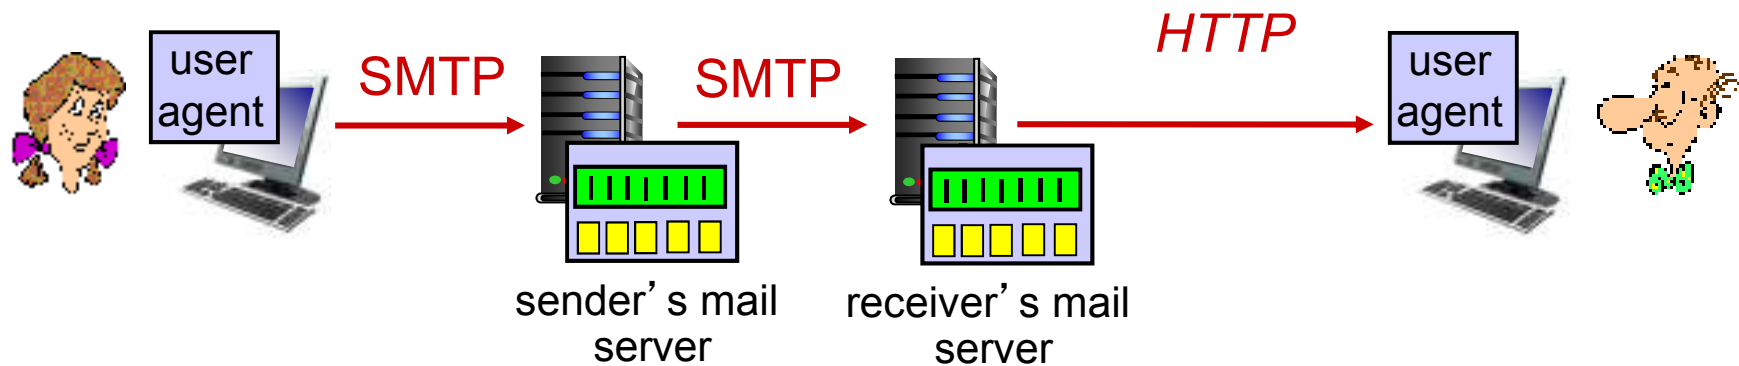 user
agent
SMTP
SMTP
HTTP
user
agent
sender’s mail
server
receiver’s mail
server